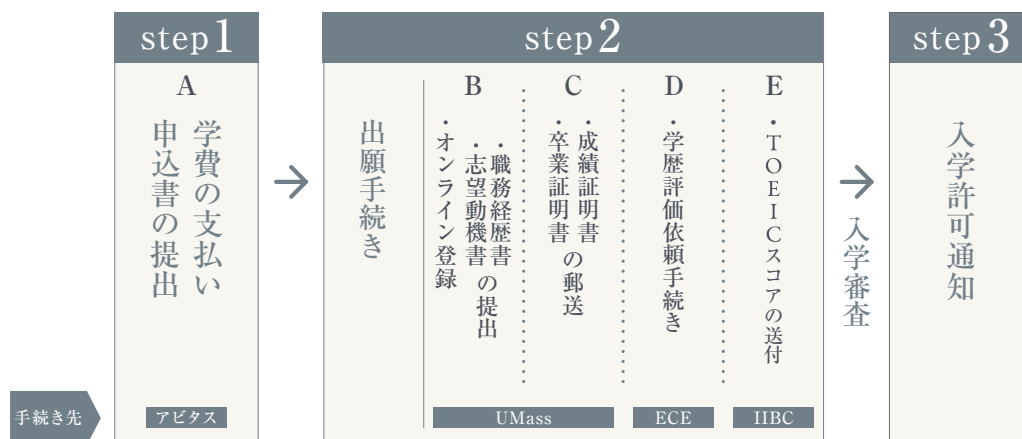 step1
A
学費の支払い
申込書の提出
step2
出願手続き
B
・オンライン登録
・職務経歴書
・志望動機書
の提出
C
・成績証明書
・卒業証明書
の郵送
D
・学歴評価依頼手続き
E
・TOEICスコアの送付
入学審査
step3
入学許可通知
手続き先
アビタス
UMass
ECE
IIBC